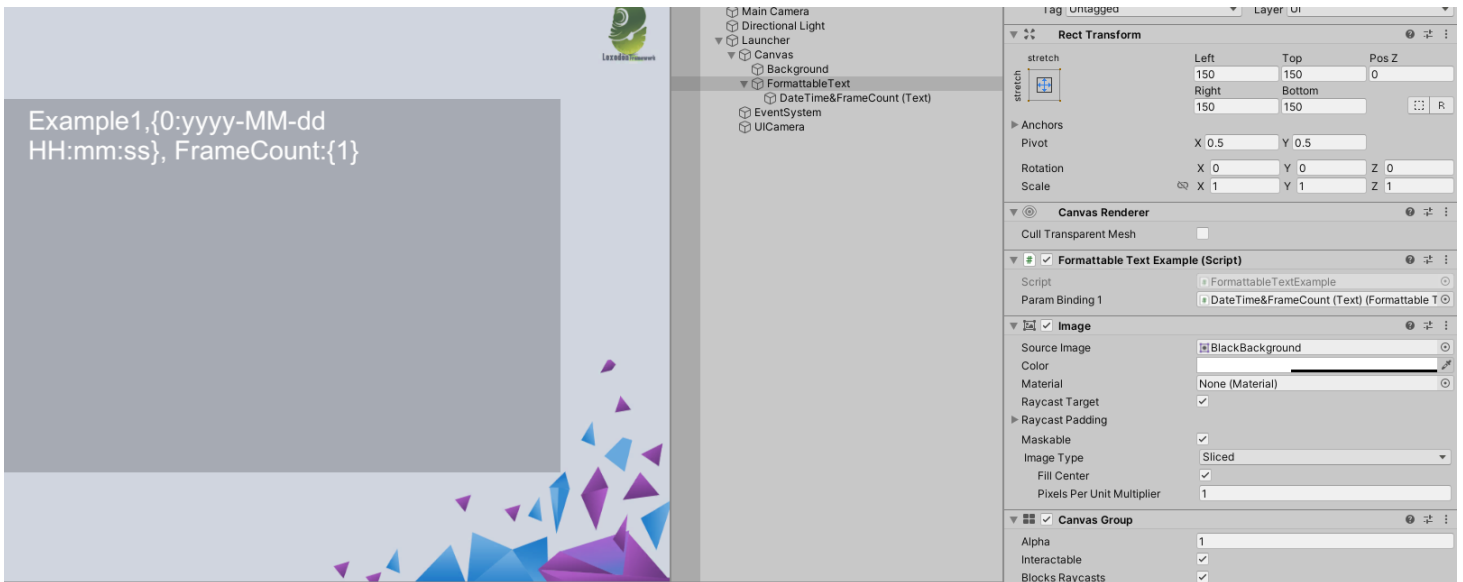 LoxodonFramework
Example1,{0:yyyy-MM-dd
HH:mm:ss}, FrameCount:{1}
Main Camera
Directional Light
Launcher
Canvas
Background
FormattableText
DateTime&FrameCount (Text)
EventSystem
UICamera
Tag Untagged Layer UI
Rect Transform
stretch
stretch
Left Top Pos Z
150 150 0
Right Bottom
150 150 R
Anchors
Pivot X 0.5 Y 0.5
Rotation X 0 Y 0 Z 0
Scale X 1 Y 1 Z 1
Canvas Renderer
Cull Transparent Mesh
# Formattable Text Example (Script)
Script # FormattableTextExample
Param Binding 1 # DateTime&FrameCount (Text) (Formattable T
Image
Source Image BlackBackground
Color
Material None (Material)
Raycast Target
Raycast Padding
Maskable
Image Type Sliced
Fill Center
Pixels Per Unit Multiplier 1
Canvas Group
Alpha 1
Interactable
Blocks Raycasts